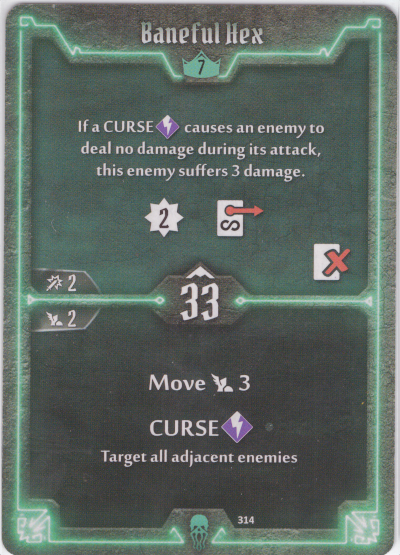 Baneful Hex
7
If a CURSE causes an enemy to
deal no damage during its attack,
this enemy suffers 3 damage.
2
S
2
33
2
Move 3
CURSE
Target all adjacent enemies
314